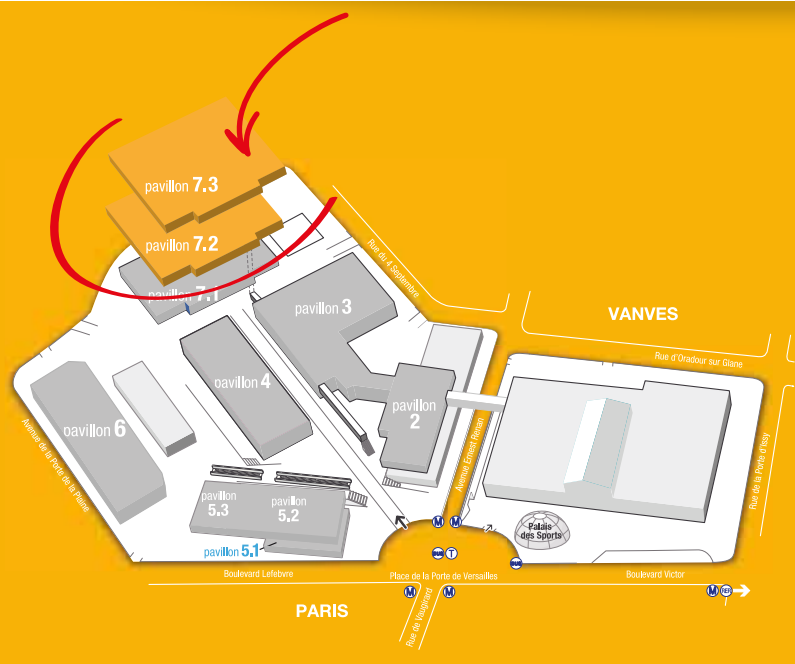 pavillon 7.3
pavillon 7.2
pavillon 7.1
Rue du 4 Septembre
pavillon 3
VANVES
Rue d'Oradour sur Glane
pavillon 4
pavillon
2
pavillon 6
Avenue de la Porte de la Plaine
Avenue Ernest Renan
Rue de la Porte d'Issy
pavillon
5.3
pavillon
5.2
pavillon 5.1
M
M
Palais
des Sports
BUS
T
BUS
Boulevard Lefebvre
Place de la Porte de Versailles
Boulevard Victor
M
M
M
RER
PARIS
Rue de Vaugirard